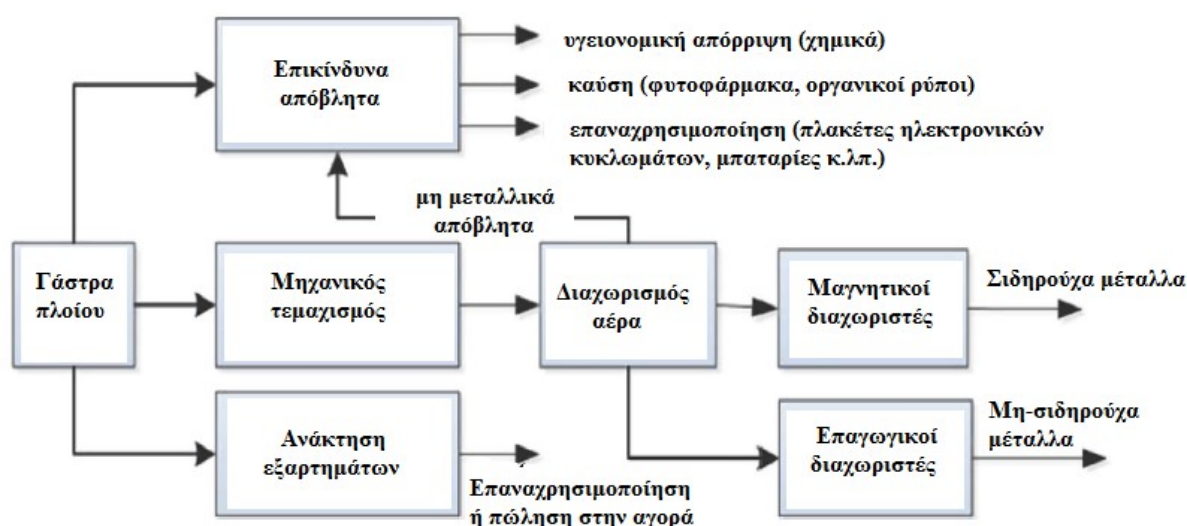 Επικίνδυνα
απόβλητα
υγειονομική απόρριψη (χημικά)
καύση (φυτοφάρμακα, οργανικοί ρύποι)
επαναχρησιμοποίηση (πλακέτες ηλεκτρονικών
κυκλωμάτων, μπαταρίες κ.λπ.)
μη μεταλλικά
απόβλητα
Γάστρα
πλοίου
Μηχανικός
τεμαχισμός
Διαχωρισμός
αέρα
Μαγνητικοί
διαχωριστές
Σιδηρούχα μέταλλα
Ανάκτηση
εξαρτημάτων
Επαναχρησιμοποίηση
ή πώληση στην αγορά
Επαγωγικοί
διαχωριστές
Μη-σιδηρούχα
μέταλλα